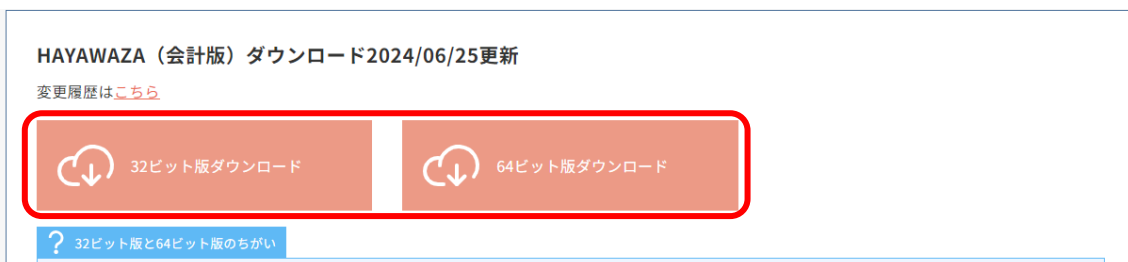 HAYAWAZA（会計版）ダウンロード2024/06/25更新
変更履歴はこちら
32ビット版ダウンロード
64ビット版ダウンロード
? 32ビット版と64ビット版のちがい